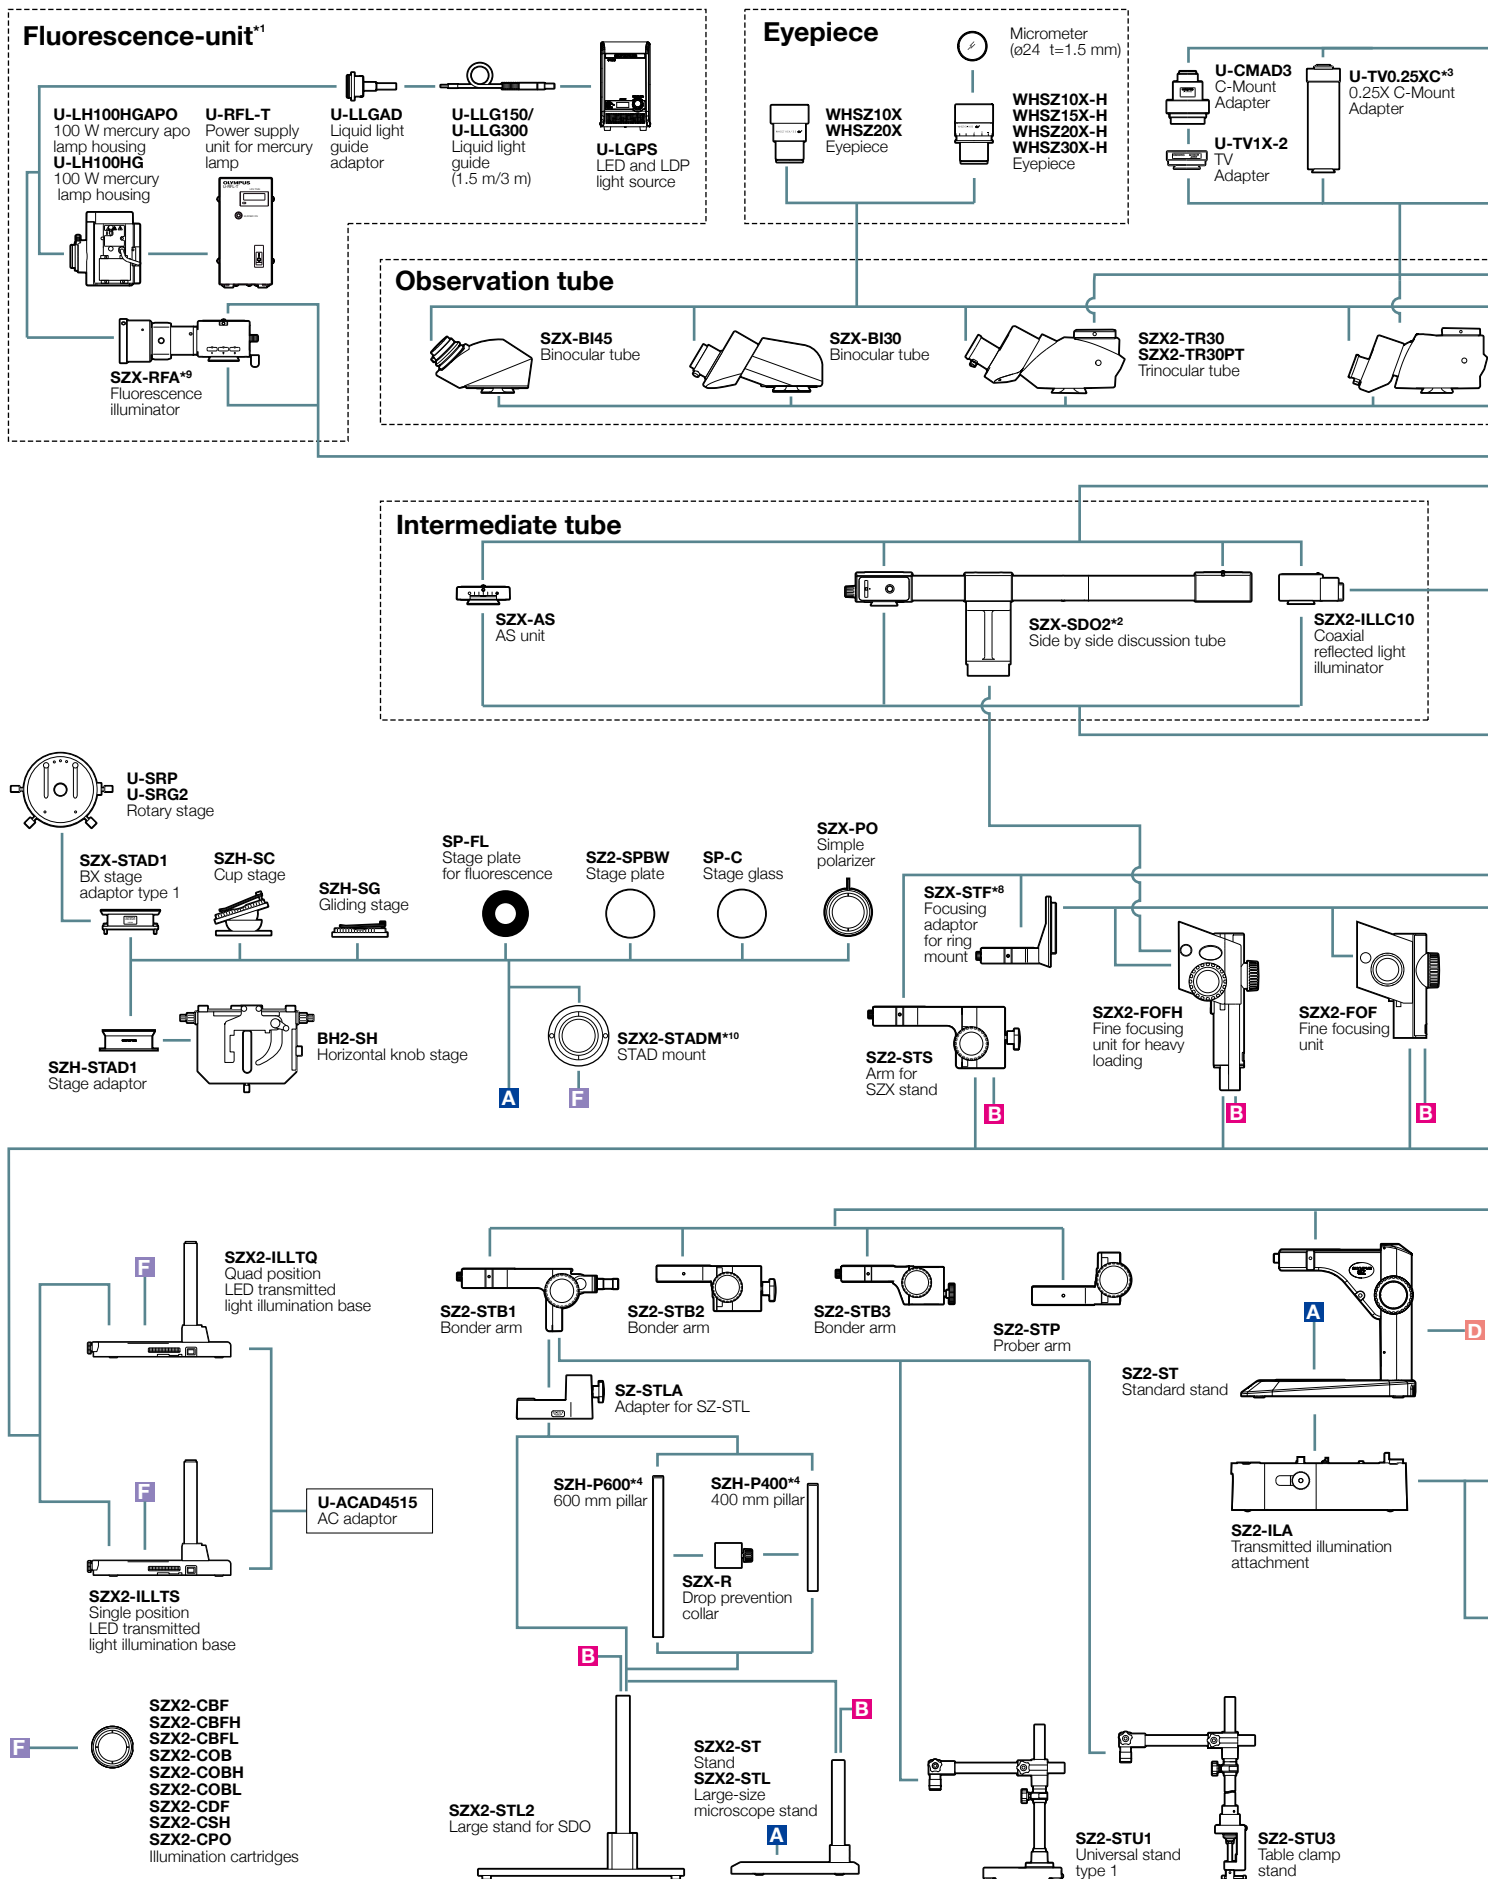 Fluorescence-unit*1
U-LH100HGAPO
100 W mercury apo
lamp housing
U-LH100HG
100 W mercury
lamp housing
U-RFL-T
Power supply
unit for mercury
lamp
U-LLGAD
Liquid light
guide
adaptor
U-LLG150/
U-LLG300
Liquid light
guide
(1.5 m/3 m)
U-LGPS
LED and LDP
light source
OLYMPUS
SZX-RFA*9
Fluorescence
illuminator
Eyepiece
Micrometer
(ø24 t=1.5 mm)
WHSZ10X
WHSZ20X
Eyepiece
WHSZ10X-H
WHSZ15X-H
WHSZ20X-H
WHSZ30X-H
Eyepiece
U-CMAD3
C-Mount
Adapter
U-TV1X-2
TV
Adapter
U-TV0.25XC*3
0.25X C-Mount
Adapter
Observation tube
SZX-BI45
Binocular tube
SZX-BI30
Binocular tube
SZX2-TR30
SZX2-TR30PT
Trinocular tube
Intermediate tube
SZX-AS
AS unit
SZX-SDO2*2
Side by side discussion tube
SZX2-ILLC10
Coaxial
reflected light
illuminator
U-SRP
U-SRG2
Rotary stage
SZX-STAD1
BX stage
adaptor type 1
SZH-SC
Cup stage
SZH-SG
Gliding stage
SP-FL
Stage plate
for fluorescence
SZ2-SPBW
Stage plate
SP-C
Stage glass
SZX-PO
Simple
polarizer
SZX-STF*8
Focusing
adaptor
for ring
mount
SZH-STAD1
Stage adaptor
BH2-SH
Horizontal knob stage
SZX2-STADM*10
STAD mount
A
F
SZ2-STS
Arm for
SZX stand
B
SZX2-FOFH
Fine focusing
unit for heavy
loading
B
SZX2-FOF
Fine focusing
unit
B
F
SZX2-ILLTQ
Quad position
LED transmitted
light illumination base
SZ2-STB1
Bonder arm
SZ2-STB2
Bonder arm
SZ2-STB3
Bonder arm
SZ2-STP
Prober arm
A
D
SZ2-ST
Standard stand
SZ-STLA
Adapter for SZ-STL
F
U-ACAD4515
AC adaptor
SZX2-ILLTS
Single position
LED transmitted
light illumination base
SZH-P600*4
600 mm pillar
SZH-P400*4
400 mm pillar
SZX-R
Drop prevention
collar
SZ2-ILA
Transmitted illumination
attachment
F
SZX2-CBF
SZX2-CBFH
SZX2-CBFL
SZX2-COB
SZX2-COBH
SZX2-COBL
SZX2-CDF
SZX2-CSH
SZX2-CPO
Illumination cartridges
B
SZX2-STL2
Large stand for SDO
B
SZX2-ST
Stand
SZX2-STL
Large-size
microscope stand
A
SZ2-STU1
Universal stand
type 1
SZ2-STU3
Table clamp
stand